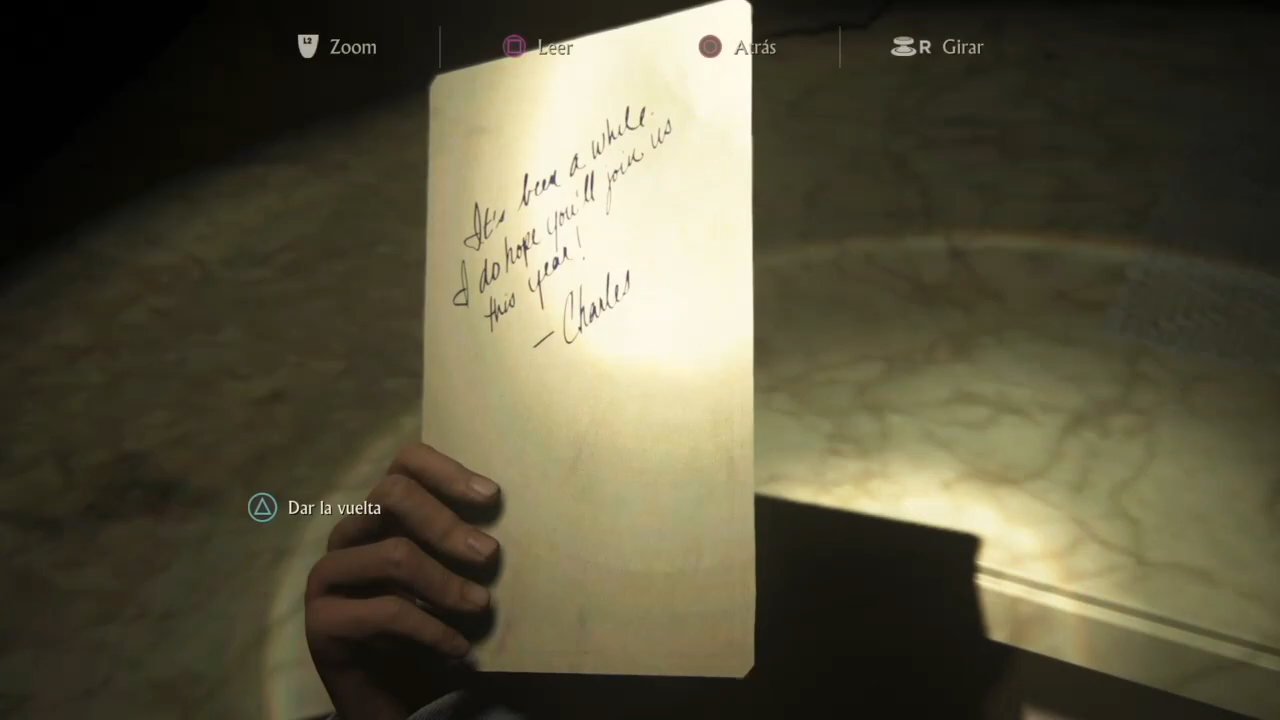 L2 Zoom
Leer
Atrás
R Girar
It's been a while.
I do hope you'll join us
this year!
— Charles
Dar la vuelta